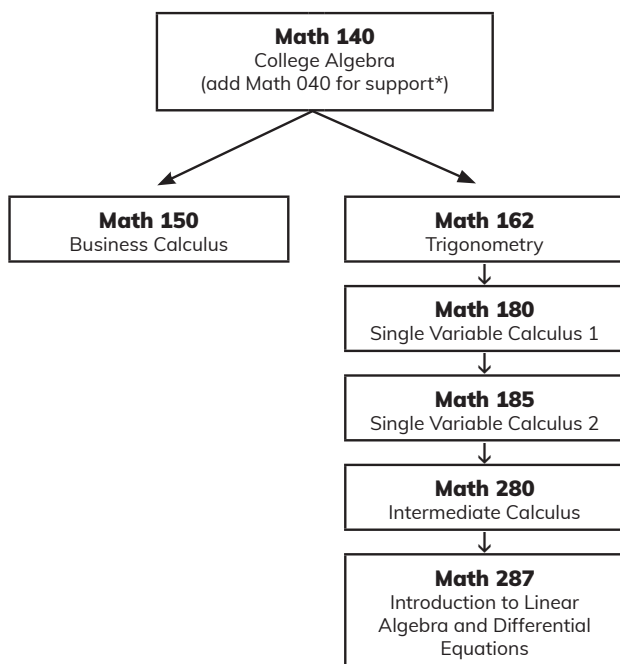 Math 140
College Algebra
(add Math 040 for support*)
Math 150
Business Calculus
Math 162
Trigonometry
Math 180
Single Variable Calculus 1
Math 185
Single Variable Calculus 2
Math 280
Intermediate Calculus
Math 287
Introduction to Linear
Algebra and Differential
Equations